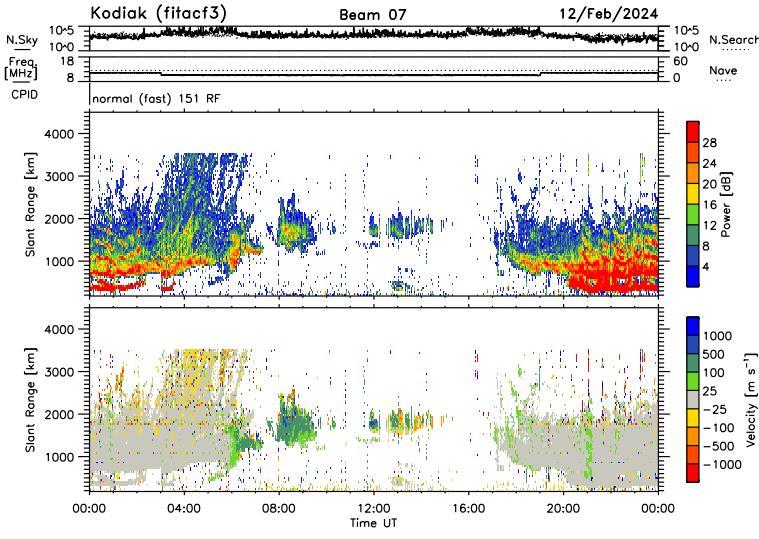 Kodiak (fitacf3) Beam 07 12/Feb/2024
N.Sky 10^5 10^0 10^5 10^0 N.Search
Freq. [MHz] 18 8 60 0 Nave
CPID normal (fast) 151 RF
Slant Range [km]
4000
3000
2000
1000
28
24
20
16
12
8
4
Power [dB]
Slant Range [km]
4000
3000
2000
1000
1000
500
100
25
−25
−100
−500
−1000
Velocity [m s⁻¹]
00:00 04:00 08:00 12:00 16:00 20:00 00:00
Time UT